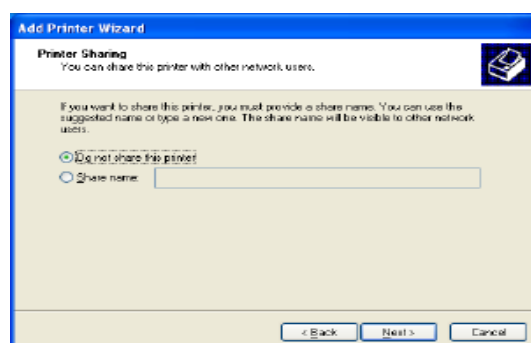 Add Printer Wizard
Printer Sharing
You can share this printer with other network users.
If you want to share this printer, you must provide a share name. You can use the
suggested name or type a new one. The share name will be visible to other network
users.
Do not share this printer
Share name:
< Back
Next >
Cancel